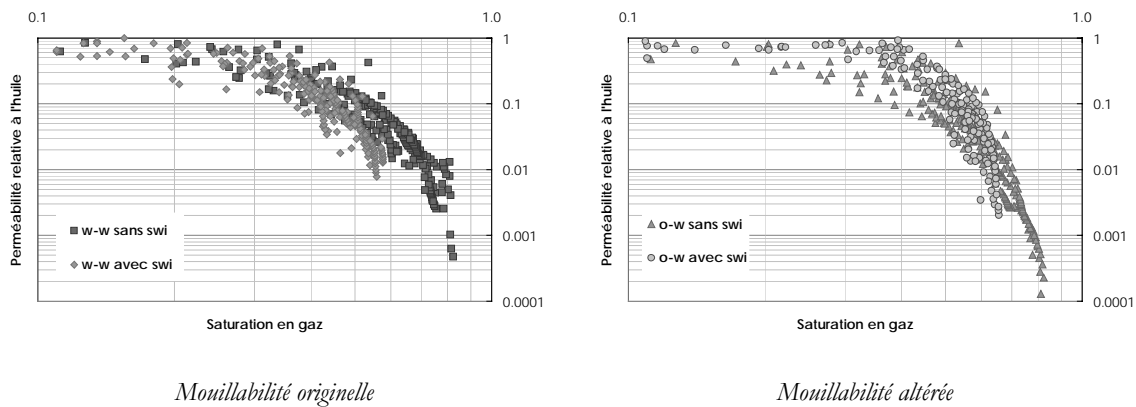 0.1
1.0
1
0.1
0.01
0.001
0.0001
Perméabilité relative à l'huile
w-w sans swi
w-w avec swi
Saturation en gaz
Mouillabilité originelle
0.1
1.0
1
0.1
0.01
0.001
0.0001
Perméabilité relative à l'huile
o-w sans swi
o-w avec swi
Saturation en gaz
Mouillabilité altérée